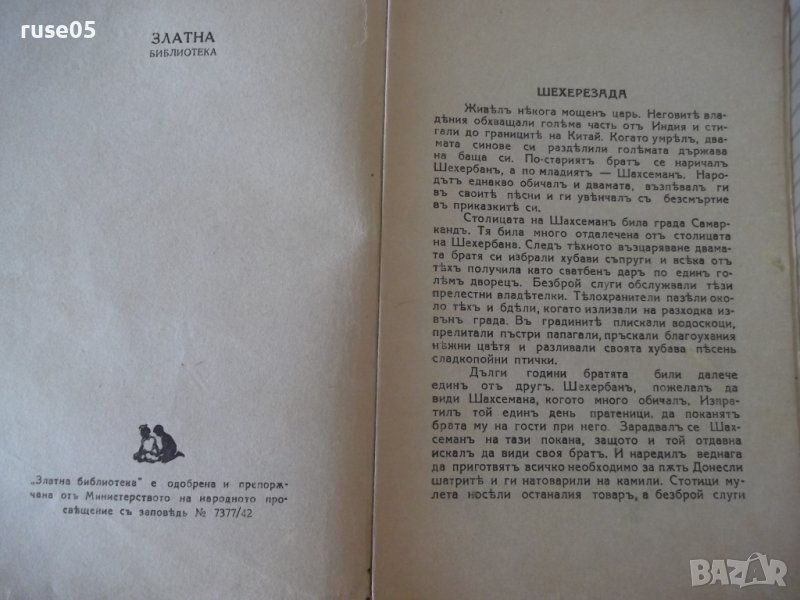 ruse05
ЗЛАТНА
БИБЛИОТЕКА
„Златна библиотека" е одобрена и препорѫ-
чана отъ Министерството на народното про-
свѣщение съ заповѣдь № 7377/42
ШЕХЕРЕЗАДА
Живѣлъ нѣкога мощенъ царь. Неговитѣ вла-
дѣния обхващали голѣма часть отъ Индия и сти-
гали до границитѣ на Китай. Когато умрѣлъ, два-
мата синове си раздѣлили голѣмата държава
на баща си. По-стариятъ братъ се наричалъ
Шехербанъ, а по младиятъ — Шахсеманъ. Наро-
дътъ еднакво обичалъ и двамата, възпѣвалъ ги
въ своитѣ пѣсни и ги увѣнчалъ съ безсмъртие
въ приказкитѣ си.
Столицата на Шахсеманъ била града Самар-
кандъ. Тя била много отдалечена отъ столицата
на Шехербана. Следъ тѣхното възцаряване двама-
та братя си избрали хубави съпруги и всѣка отъ
тѣхъ получила като сватбенъ даръ по единъ го-
лѣмъ дворецъ. Безброй слуги обслужвали тѣзи
прелестни владѣтелки. Тѣлохранители пазѣли око-
ло тѣхъ и бдѣли, когато излизали на разходка из-
вънъ града. Въ градинитѣ плискали водоскоци,
прелитали пъстри папагали, пръскали благоухания
нѣжни цвѣтя и разливали своята хубава пѣсень
сладкопойни птички.
Дълги години братята били далече
единъ отъ другъ. Шехербанъ, пожелалъ да
види Шахсемана, когото много обичалъ. Изпра-
тилъ той единъ день пратеници, да поканятъ
брата му на гости при него. Зарадвалъ се Шах-
семанъ на тази покана, защото и той отдавна
искалъ да види своя братъ. И наредилъ веднага
да приготвятъ всичко необходимо за пѫть Донесли
шатритѣ и ги натоварили на камили. Стотици му-
лета носѣли останалия товаръ, а безброй слуги
BAZAR